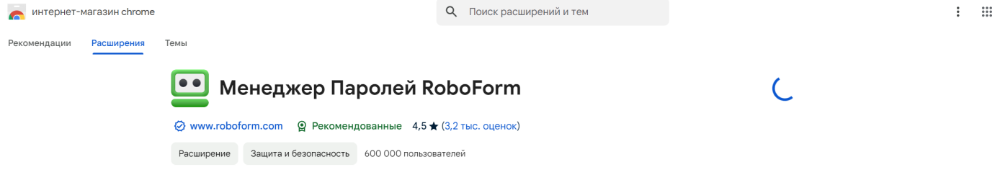 интернет-магазин chrome
Поиск расширений и тем
Рекомендации Расширения Темы
Менеджер Паролей RoboForm
www.roboform.com Рекомендованные 4,5 ★ (3,2 тыс. оценок)
Расширение Защита и безопасность 600 000 пользователей